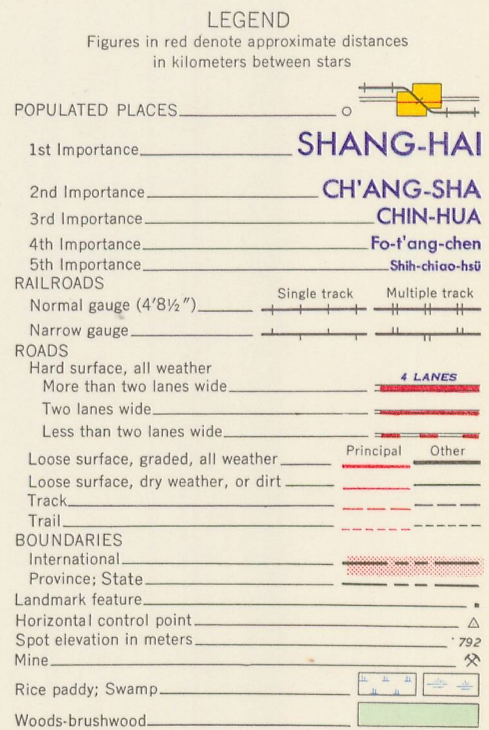 LEGEND
Figures in red denote approximate distances
in kilometers between stars
POPULATED PLACES
1st Importance SHANG-HAI
2nd Importance CH'ANG-SHA
3rd Importance CHIN-HUA
4th Importance Fo-t'ang-chen
5th Importance Shih-chiao-hsü
RAILROADS
Single track Multiple track
Normal gauge (4'8½")
Narrow gauge
ROADS
Hard surface, all weather
4 LANES
More than two lanes wide
Two lanes wide
Less than two lanes wide
Principal Other
Loose surface, graded, all weather
Loose surface, dry weather, or dirt
Track
Trail
BOUNDARIES
International
Province; State
Landmark feature
Horizontal control point
Spot elevation in meters 792
Mine
Rice paddy; Swamp
Woods-brushwood